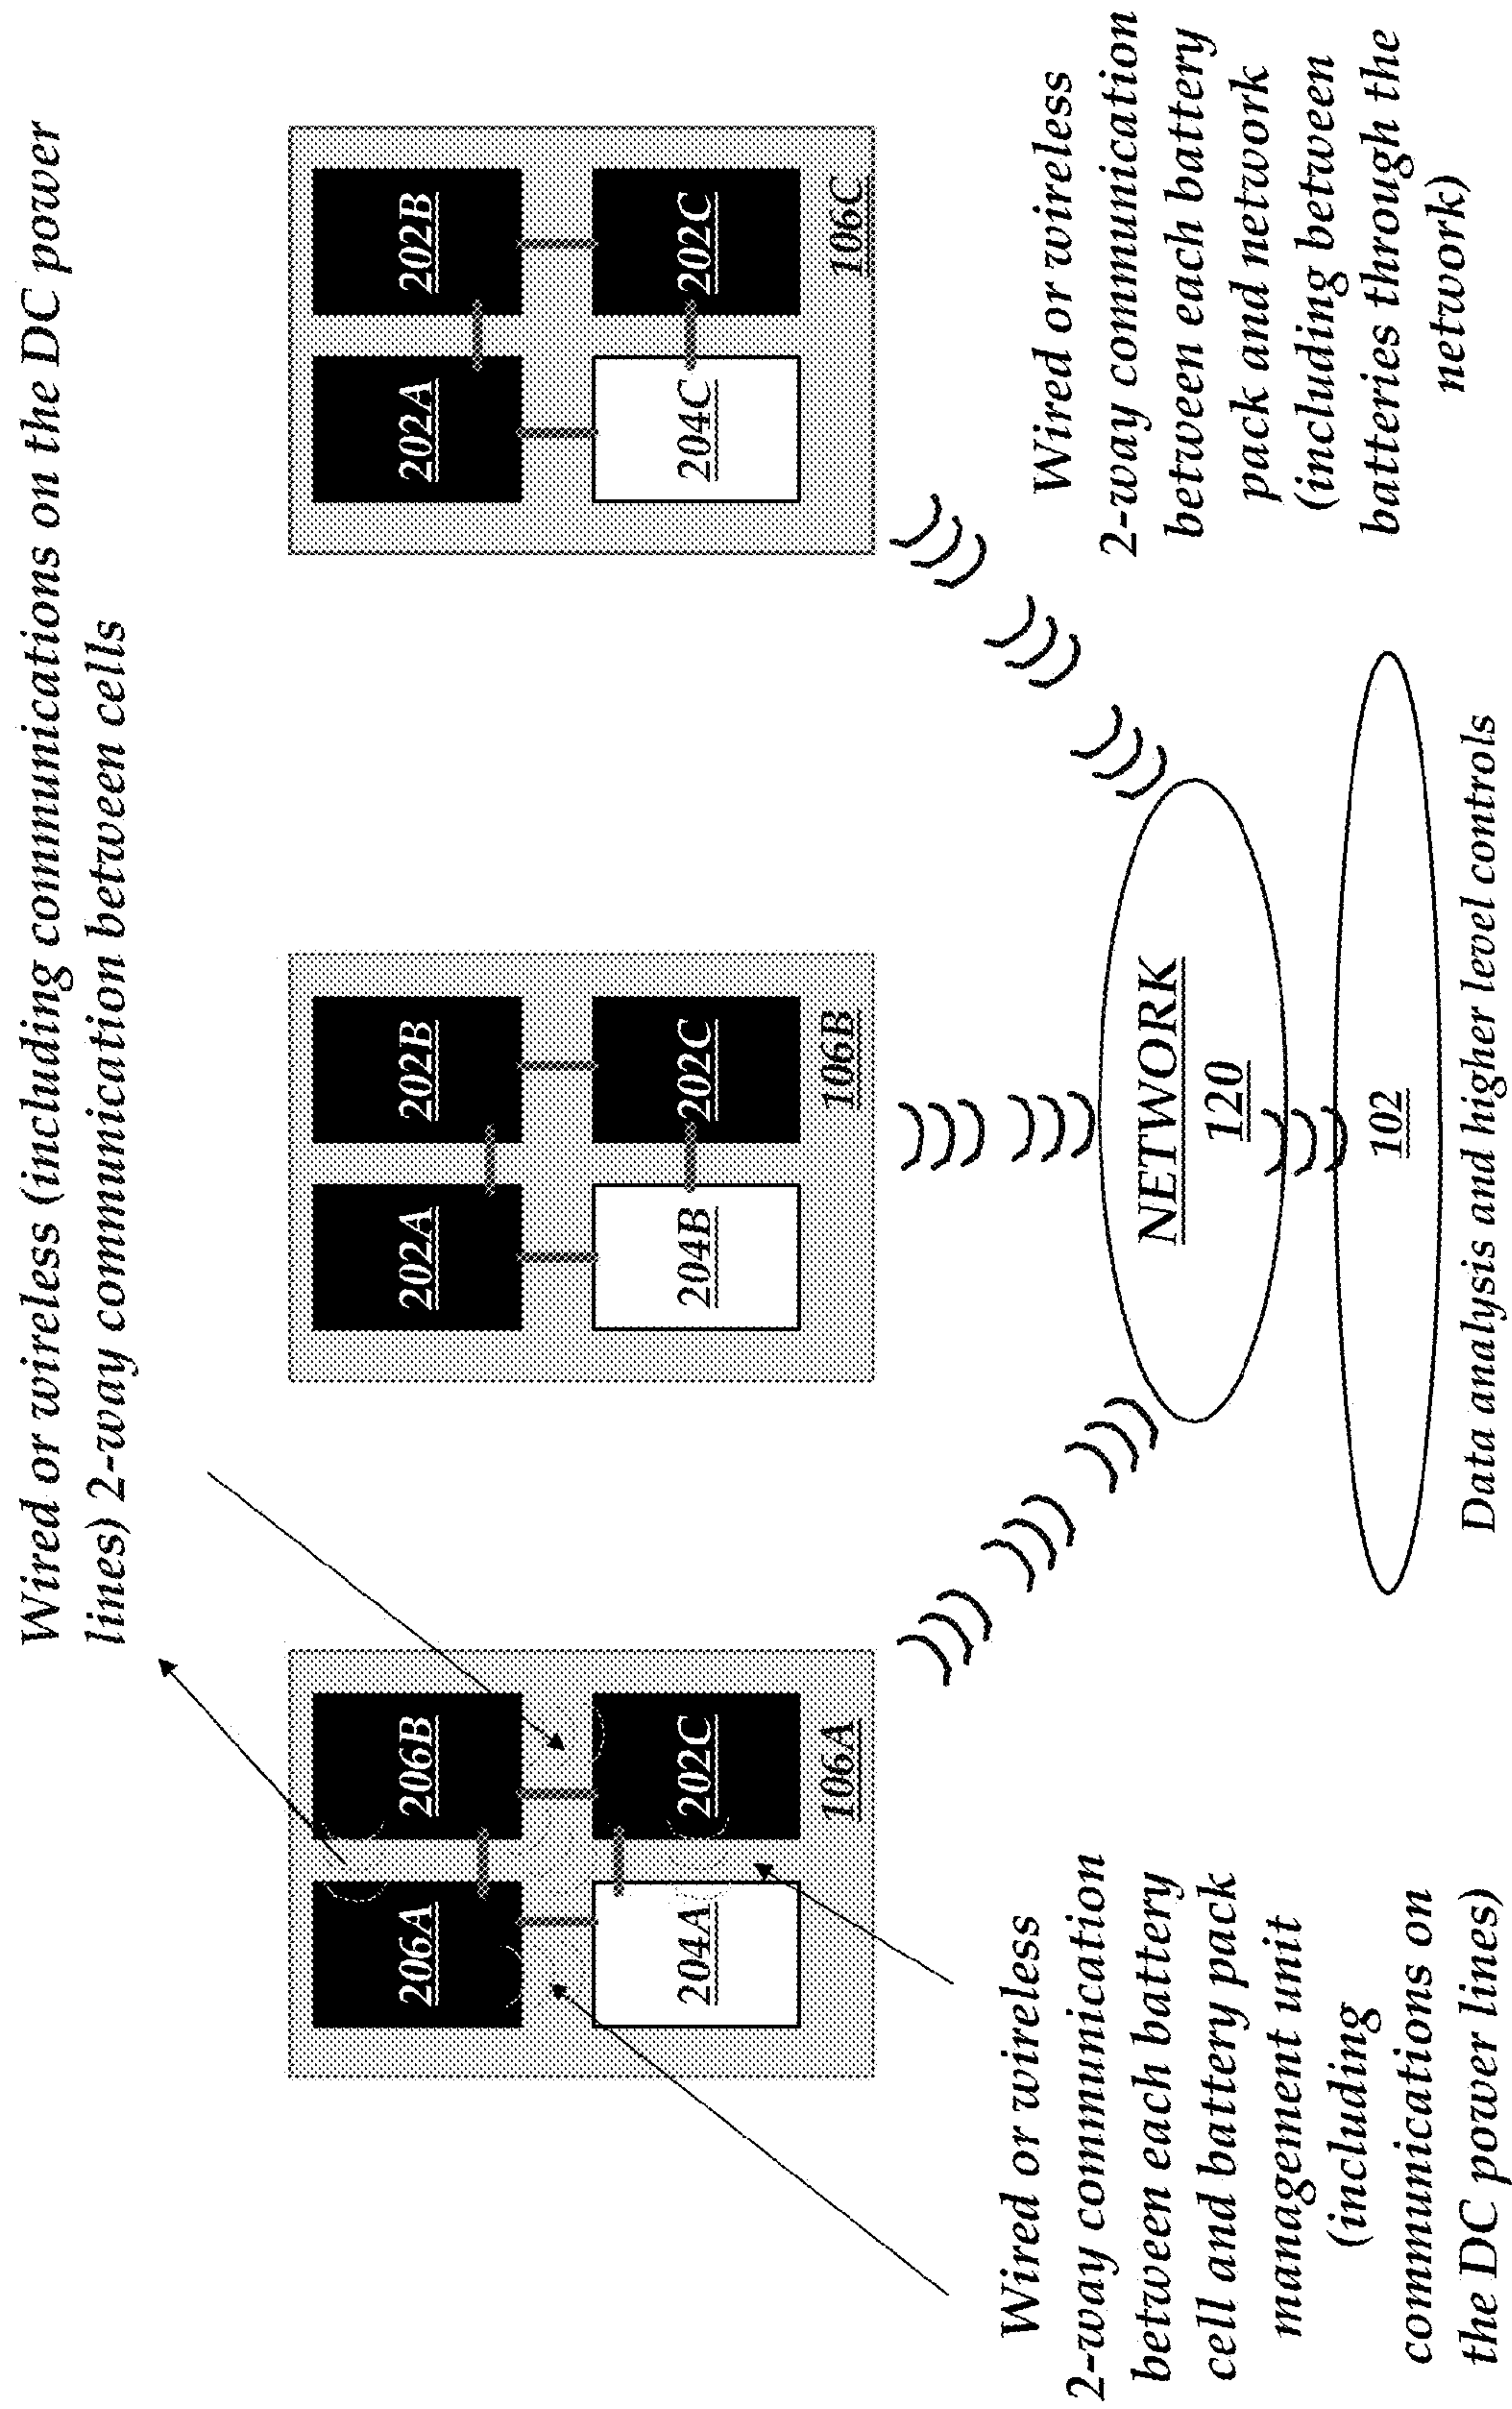 Wired or wireless (including communications on the DC power
lines) 2-way communication between cells
206A
206B
204A
202C
106A
202A
202B
204B
202C
106B
202A
202B
204C
202C
106C
Wired or wireless
2-way communication
between each battery
cell and battery pack
management unit
(including
communications on
the DC power lines)
NETWORK
120
102
Data analysis and higher level controls
Wired or wireless
2-way communication
between each battery
pack and network
(including between
batteries through the
network)